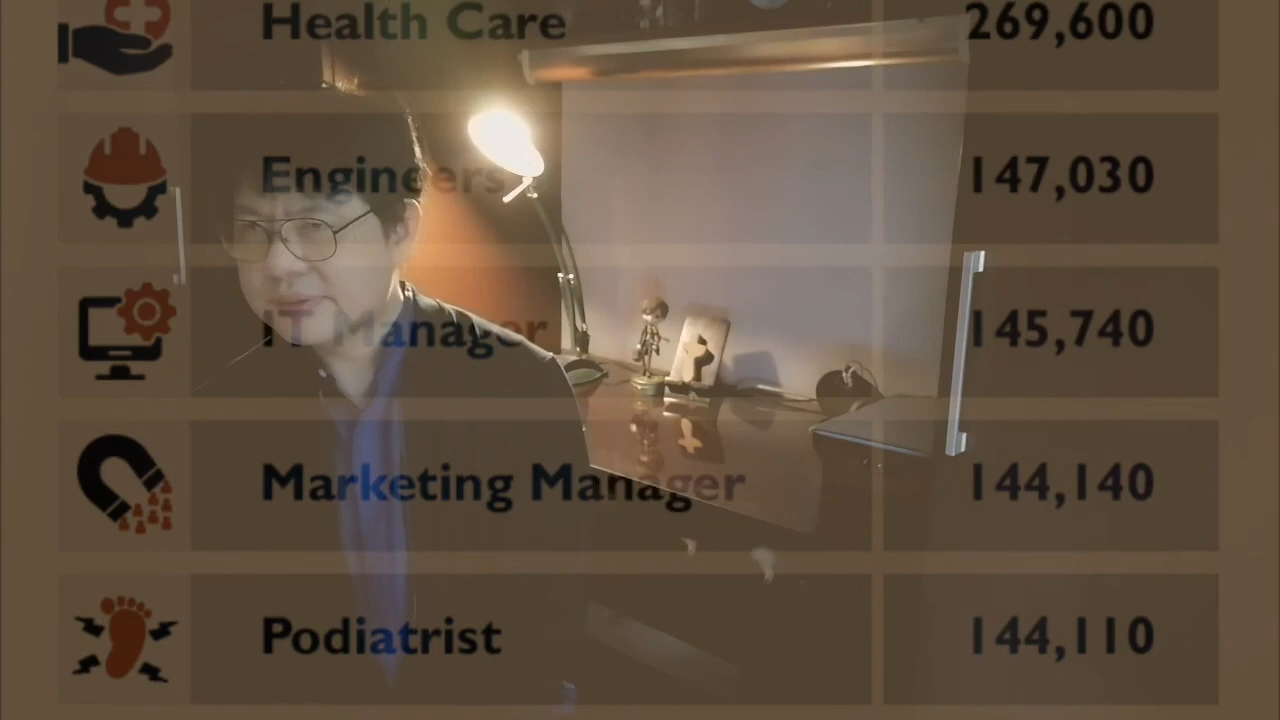 Health Care 269,600
Engineers 147,030
IT Manager 145,740
Marketing Manager 144,140
Podiatrist 144,110